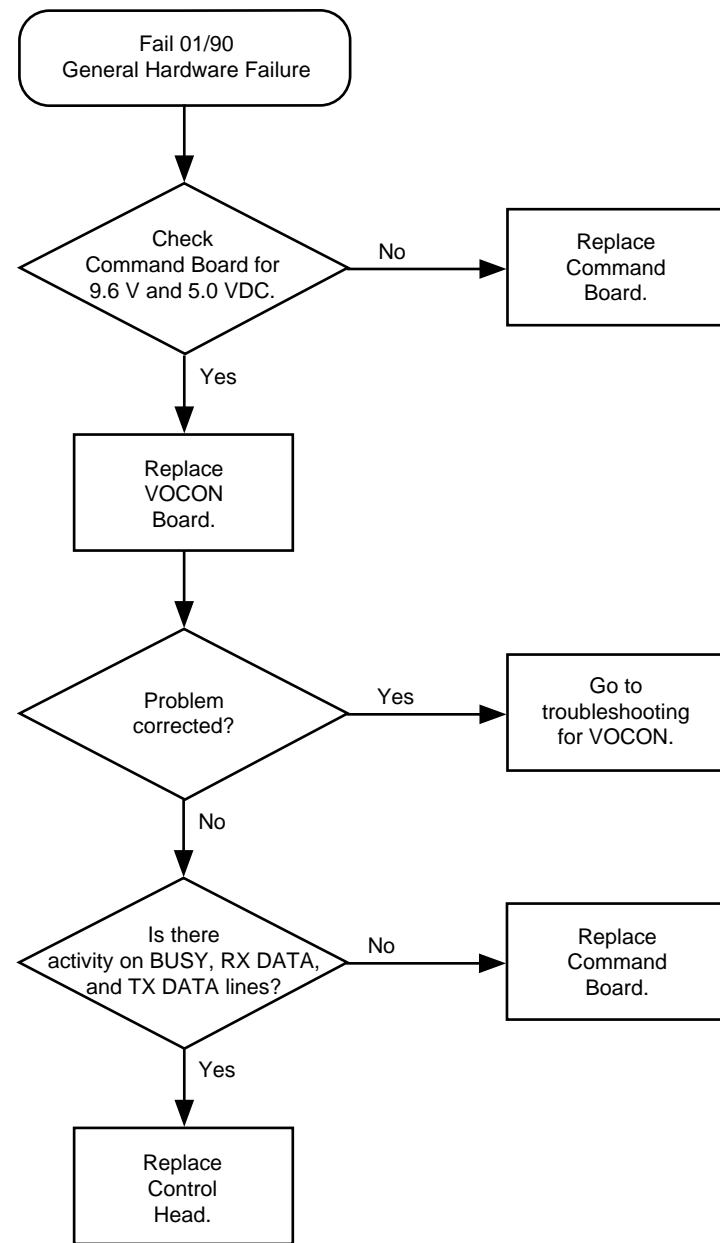 Fail 01/90
General Hardware Failure
Check
Command Board for
9.6 V and 5.0 VDC.
No
Replace
Command
Board.
Yes
Replace
VOCON
Board.
Problem
corrected?
Yes
Go to
troubleshooting
for VOCON.
No
Is there
activity on BUSY, RX DATA,
and TX DATA lines?
No
Replace
Command
Board.
Yes
Replace
Control
Head.